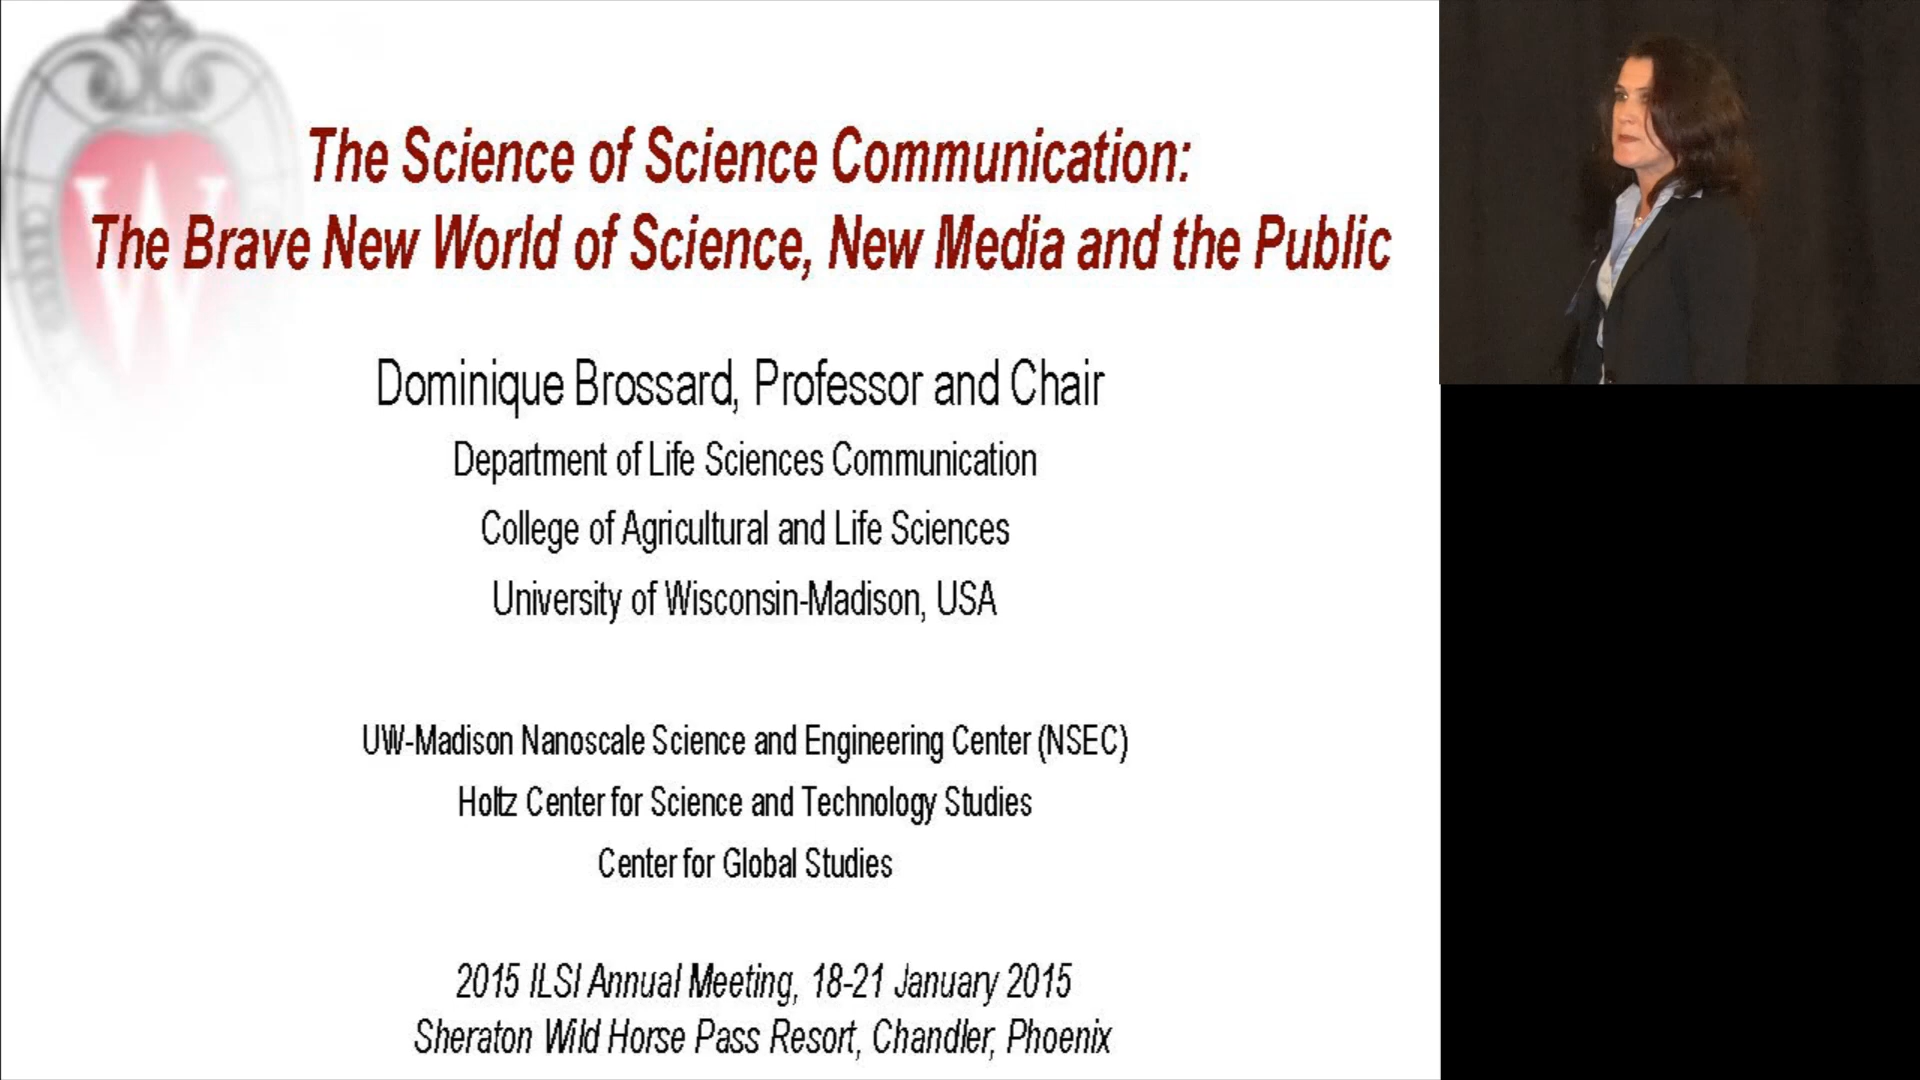 W
The Science of Science Communication:
The Brave New World of Science, New Media and the Public
Dominique Brossard, Professor and Chair
Department of Life Sciences Communication
College of Agricultural and Life Sciences
University of Wisconsin-Madison, USA
UW-Madison Nanoscale Science and Engineering Center (NSEC)
Holtz Center for Science and Technology Studies
Center for Global Studies
2015 ILSI Annual Meeting, 18-21 January 2015
Sheraton Wild Horse Pass Resort, Chandler, Phoenix